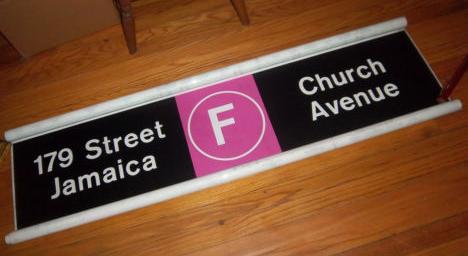 179 Street
Jamaica
F
Church
Avenue